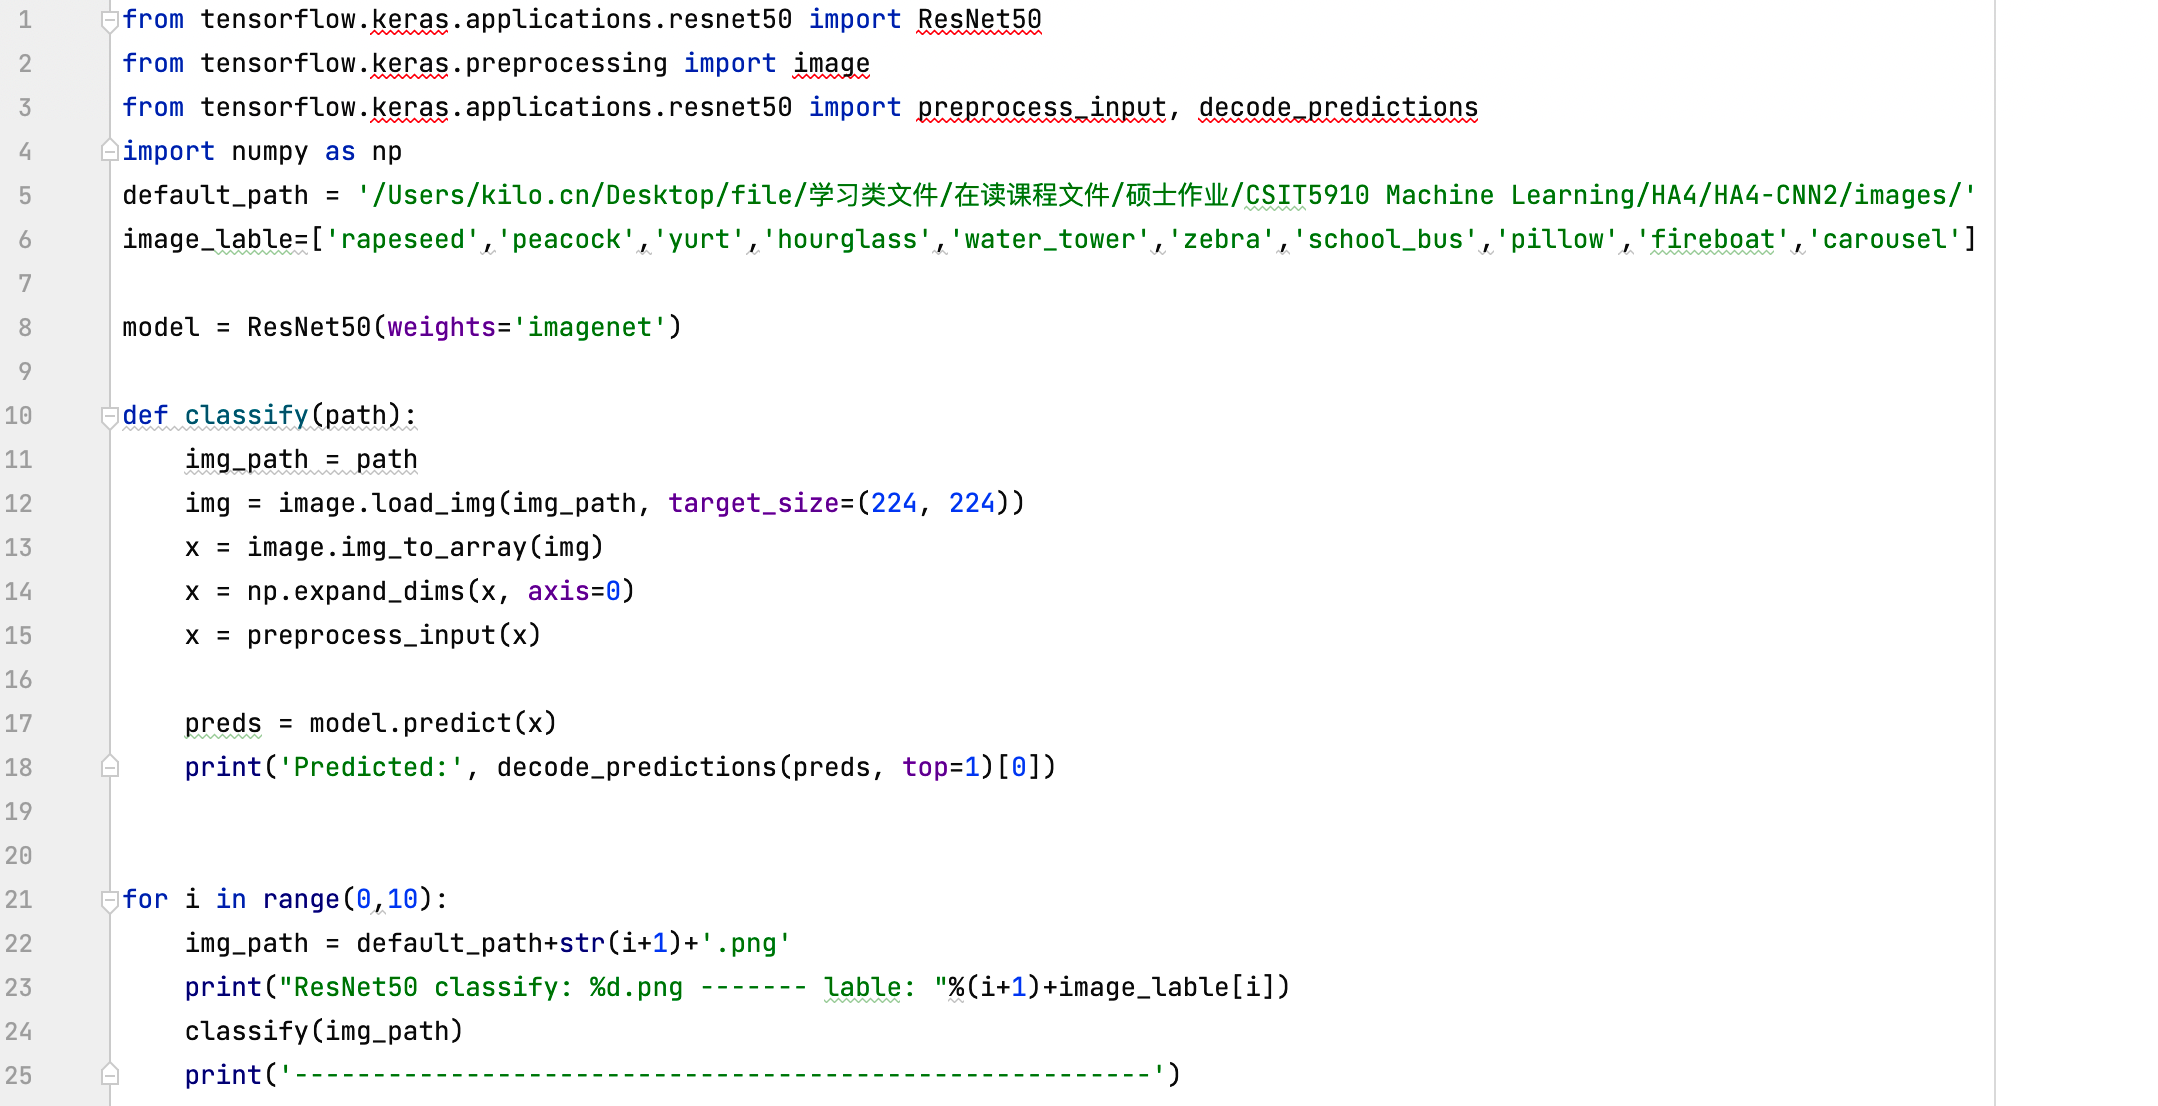 1 from tensorflow.keras.applications.resnet50 import ResNet50
2 from tensorflow.keras.preprocessing import image
3 from tensorflow.keras.applications.resnet50 import preprocess_input, decode_predictions
4 import numpy as np
5 default_path = '/Users/kilo.cn/Desktop/file/学习类文件/在读课程文件/硕士作业/CSIT5910 Machine Learning/HA4/HA4-CNN2/images/'
6 image_lable=['rapeseed','peacock','yurt','hourglass','water_tower','zebra','school_bus','pillow','fireboat','carousel']
7
8 model = ResNet50(weights='imagenet')
9
10 def classify(path):
11     img_path = path
12     img = image.load_img(img_path, target_size=(224, 224))
13     x = image.img_to_array(img)
14     x = np.expand_dims(x, axis=0)
15     x = preprocess_input(x)
16
17     preds = model.predict(x)
18     print('Predicted:', decode_predictions(preds, top=1)[0])
19
20
21 for i in range(0,10):
22     img_path = default_path+str(i+1)+'.png'
23     print("ResNet50 classify: %d.png ------- lable: "%(i+1)+image_lable[i])
24     classify(img_path)
25     print('-------------------------------------------------------')